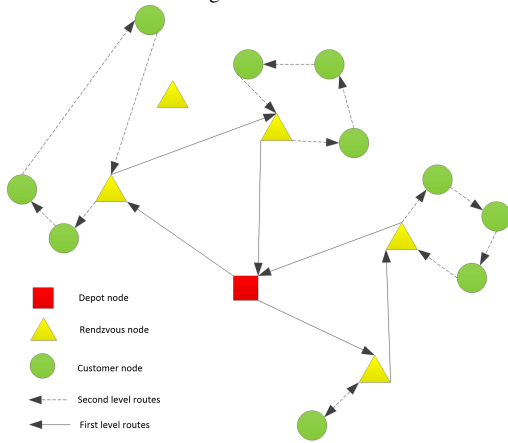 Depot node
Rendzvous node
Customer node
Second level routes
First level routes